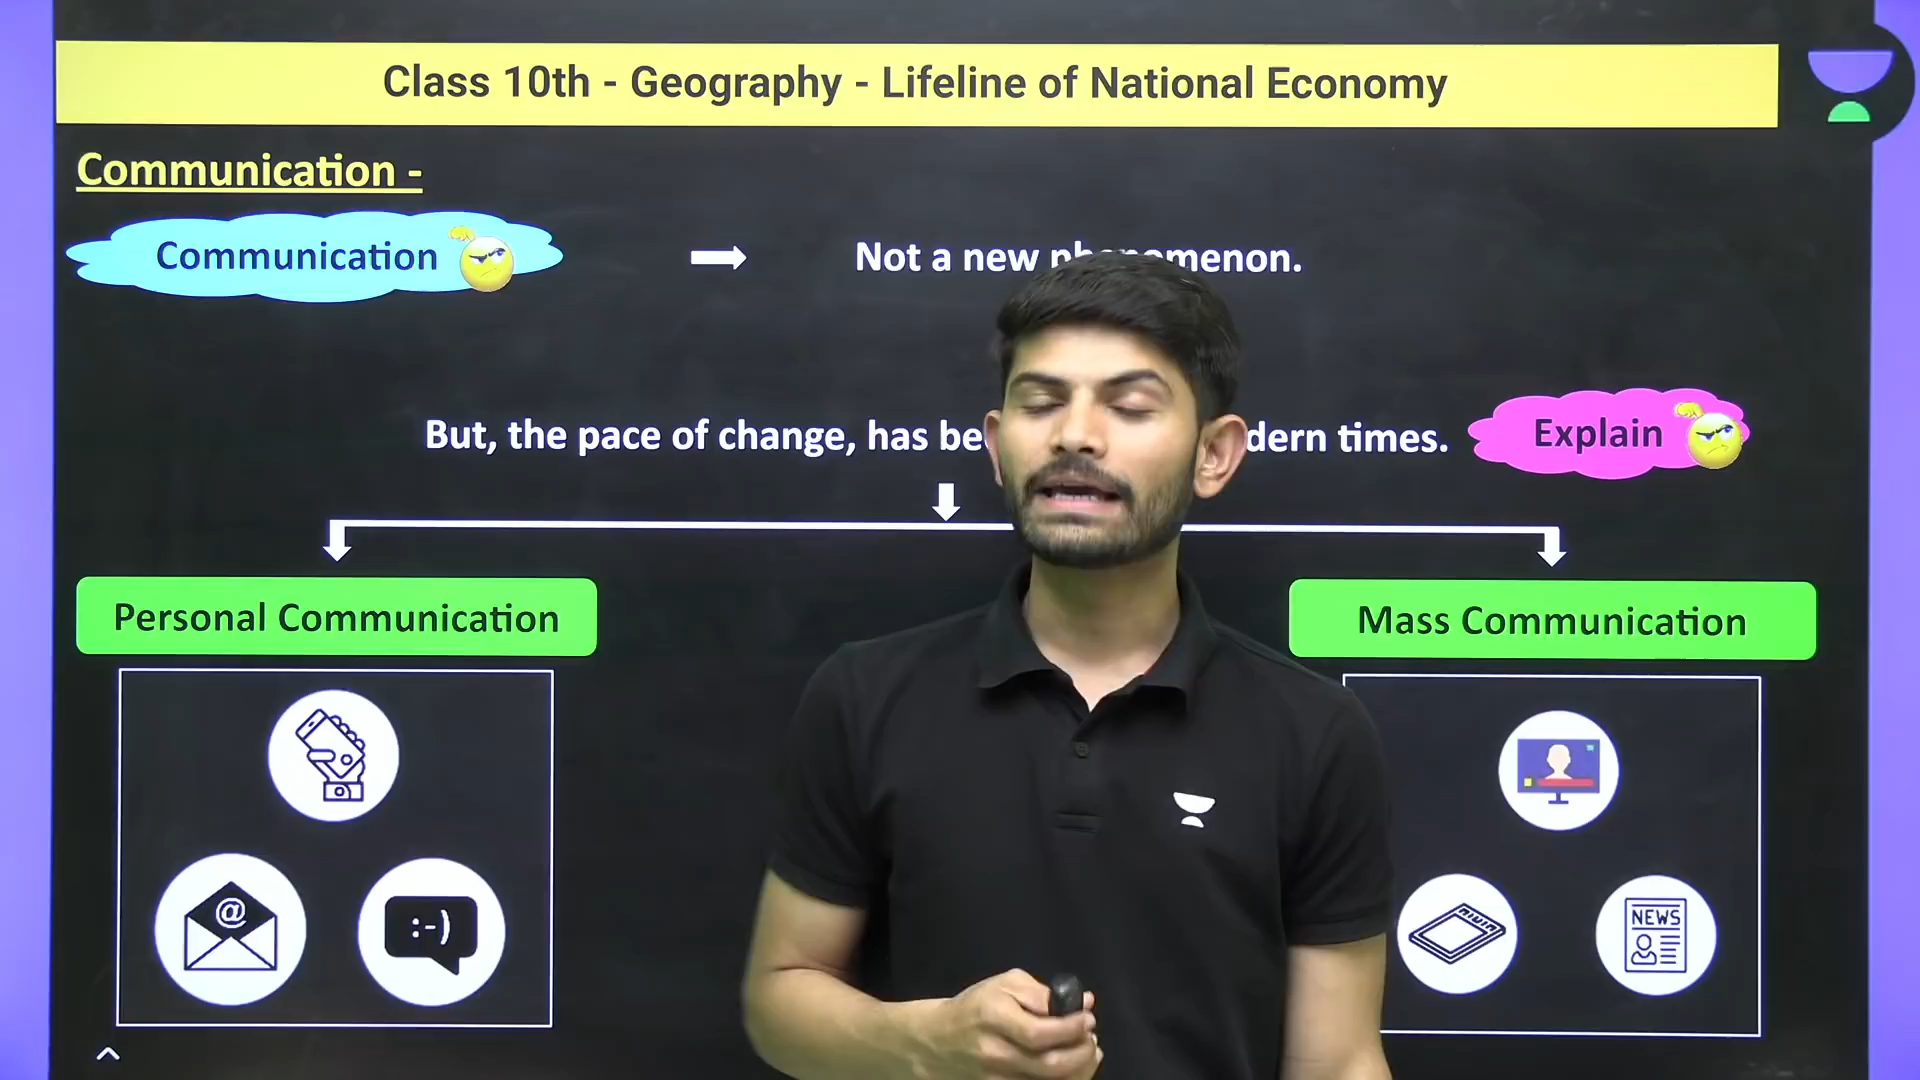 Class 10th - Geography - Lifeline of National Economy
Communication -
Communication
Not a new menon.
But, the pace of change, has be dern times.
Explain
Personal Communication
Mass Communication
@
:-)
NEWS